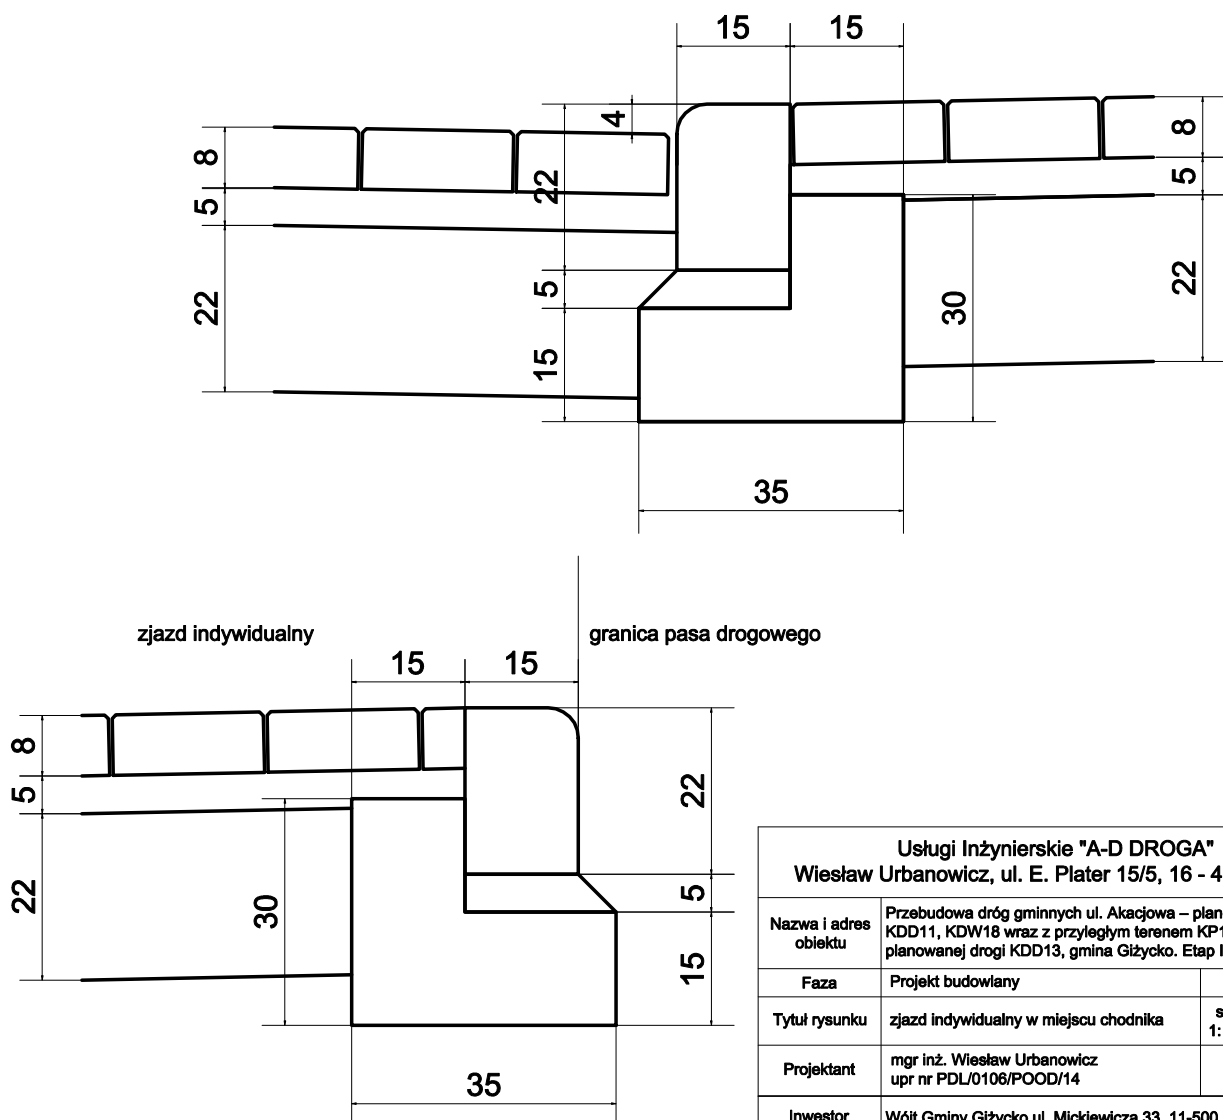 15 15
4
8
5
22
22
5
15
30
8
5
22
35
zjazd indywidualny
granica pasa drogowego
15 15
8
5
22
30
22
5
15
35
Usługi Inżynierskie "A-D DROGA"
Wiesław Urbanowicz, ul. E. Plater 15/5, 16 - 4
Nazwa i adres obiektu
Przebudowa dróg gminnych ul. Akacjowa – plan
KDD11, KDW18 wraz z przyległym terenem KP1
planowanej drogi KDD13, gmina Giżycko. Etap I
Faza Projekt budowlany
Tytuł rysunku zjazd indywidualny w miejscu chodnika
s
1:
Projektant
mgr inż. Wiesław Urbanowicz
upr nr PDL/0106/POOD/14
Inwestor Wójt Gminy Giżycko ul. Mickiewicza 33, 11-500